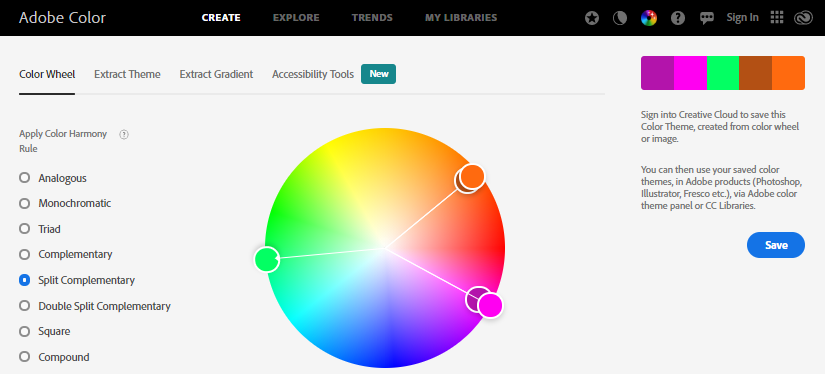 Adobe Color CREATE EXPLORE TRENDS MY LIBRARIES ? Sign In
Color Wheel Extract Theme Extract Gradient Accessibility Tools New
Apply Color Harmony ?
Rule
Analogous
Monochromatic
Triad
Complementary
Split Complementary
Double Split Complementary
Square
Compound
Sign into Creative Cloud to save this
Color Theme, created from color wheel
or image.
You can then use your saved color
themes, in Adobe products (Photoshop,
Illustrator, Fresco etc.), via Adobe color
theme panel or CC Libraries.
Save